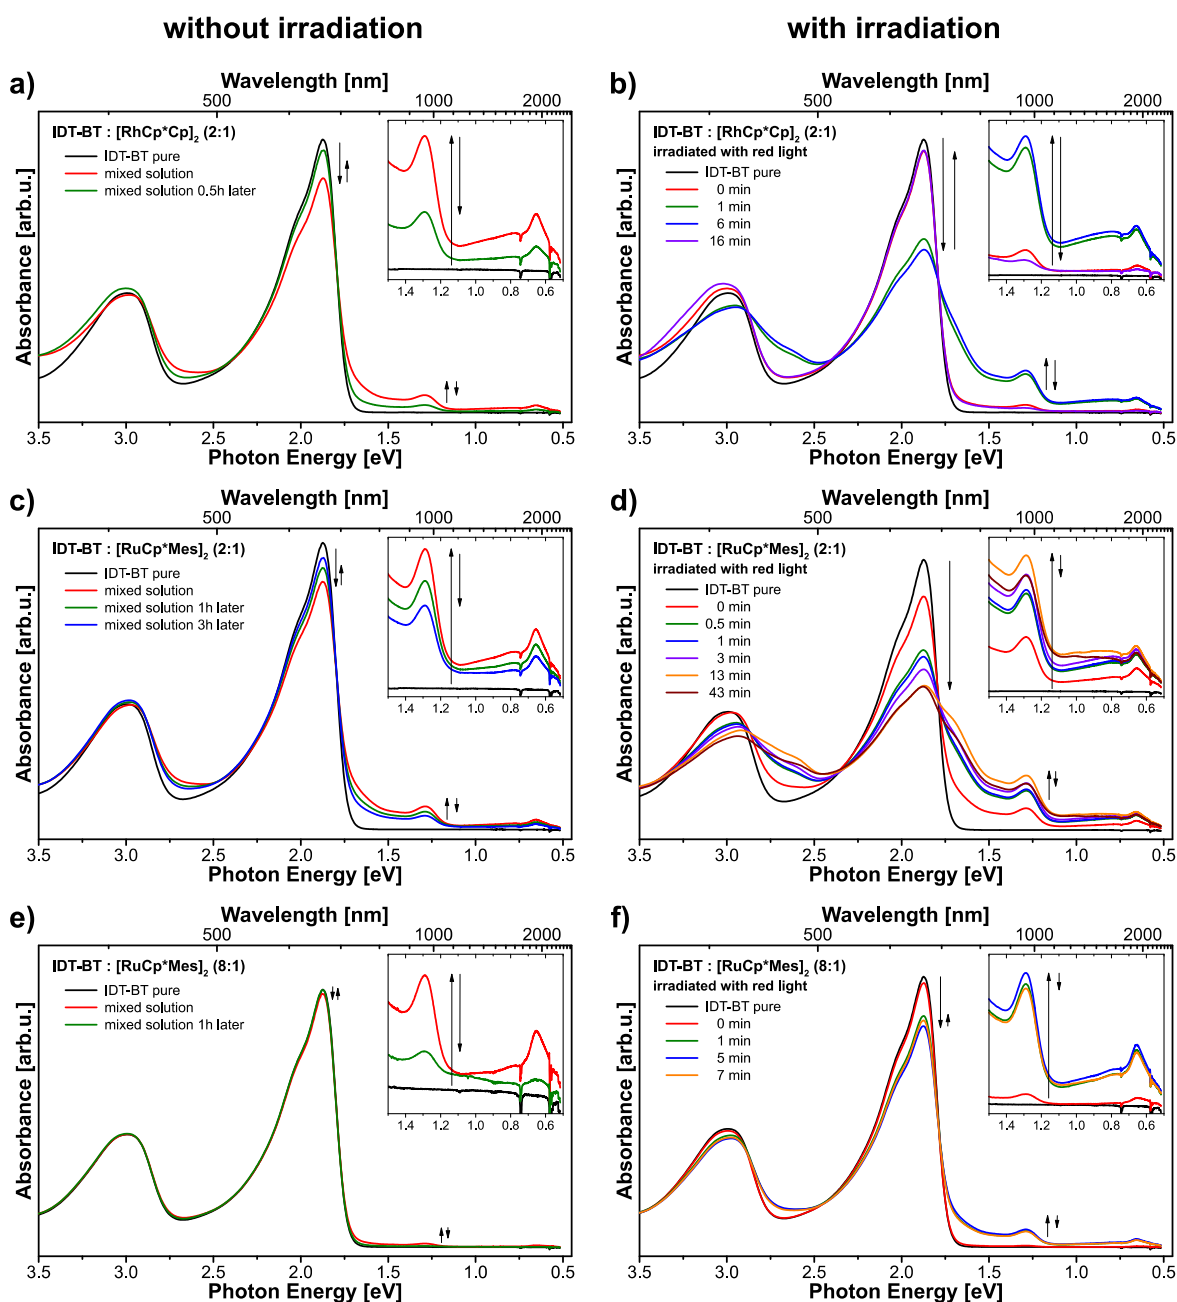 without irradiation
with irradiation
a)
Wavelength [nm]
500 1000 2000
IDT-BT : [RhCp*Cp]₂ (2:1)
IDT-BT pure
mixed solution
mixed solution 0.5h later
1.4 1.2 1.0 0.8 0.6
Absorbance [arb.u.]
3.5 3.0 2.5 2.0 1.5 1.0 0.5
Photon Energy [eV]
b)
Wavelength [nm]
500 1000 2000
IDT-BT : [RhCp*Cp]₂ (2:1)
irradiated with red light
IDT-BT pure
0 min
1 min
6 min
16 min
1.4 1.2 1.0 0.8 0.6
Absorbance [arb.u.]
3.5 3.0 2.5 2.0 1.5 1.0 0.5
Photon Energy [eV]
c)
Wavelength [nm]
500 1000 2000
IDT-BT : [RuCp*Mes]₂ (2:1)
IDT-BT pure
mixed solution
mixed solution 1h later
mixed solution 3h later
1.4 1.2 1.0 0.8 0.6
Absorbance [arb.u.]
3.5 3.0 2.5 2.0 1.5 1.0 0.5
Photon Energy [eV]
d)
Wavelength [nm]
500 1000 2000
IDT-BT : [RuCp*Mes]₂ (2:1)
irradiated with red light
IDT-BT pure
0 min
0.5 min
1 min
3 min
13 min
43 min
1.4 1.2 1.0 0.8 0.6
Absorbance [arb.u.]
3.5 3.0 2.5 2.0 1.5 1.0 0.5
Photon Energy [eV]
e)
Wavelength [nm]
500 1000 2000
IDT-BT : [RuCp*Mes]₂ (8:1)
IDT-BT pure
mixed solution
mixed solution 1h later
1.4 1.2 1.0 0.8 0.6
Absorbance [arb.u.]
3.5 3.0 2.5 2.0 1.5 1.0 0.5
Photon Energy [eV]
f)
Wavelength [nm]
500 1000 2000
IDT-BT : [RuCp*Mes]₂ (8:1)
irradiated with red light
IDT-BT pure
0 min
1 min
5 min
7 min
1.4 1.2 1.0 0.8 0.6
Absorbance [arb.u.]
3.5 3.0 2.5 2.0 1.5 1.0 0.5
Photon Energy [eV]